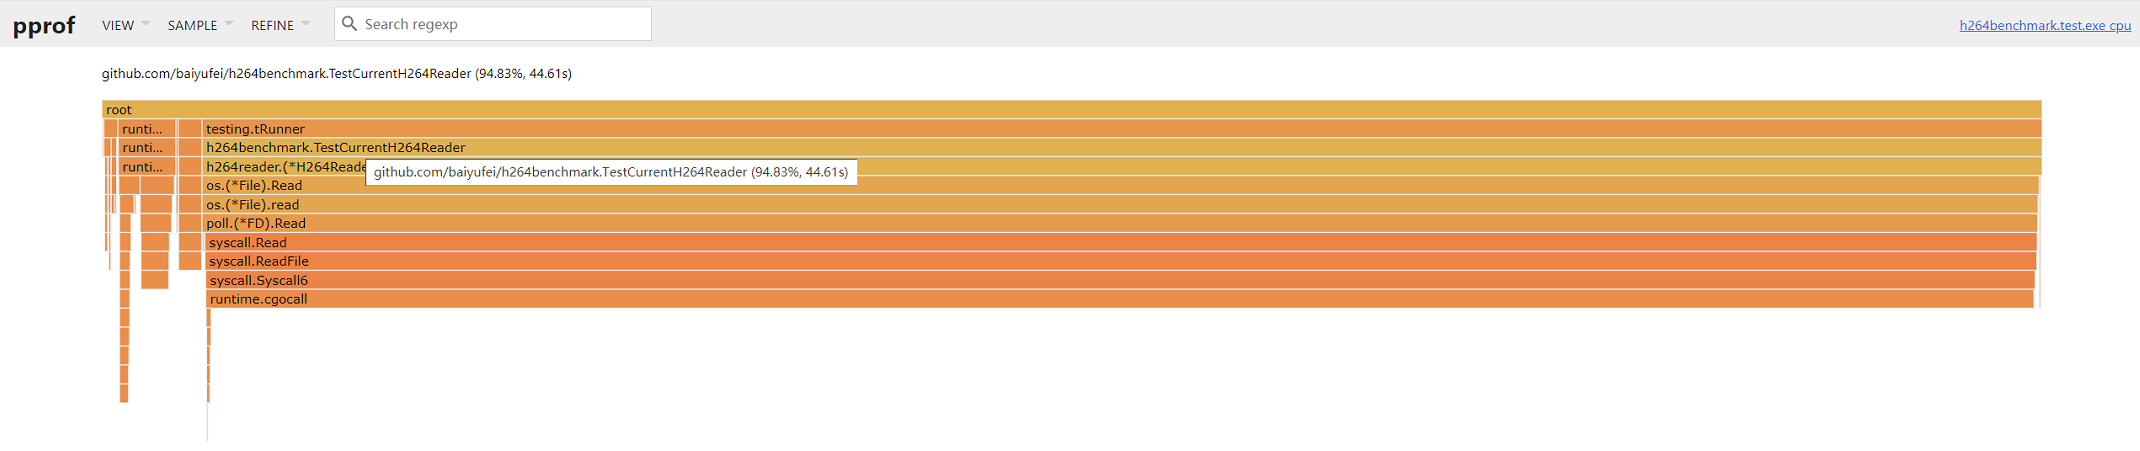 pprof VIEW SAMPLE REFINE Search regexp h264benchmark.test.exe cpu
github.com/baiyufei/h264benchmark.TestCurrentH264Reader (94.83%, 44.61s)
root
runti... testing.tRunner
runti... h264benchmark.TestCurrentH264Reader
runti... h264reader.(*H264Reade
github.com/baiyufei/h264benchmark.TestCurrentH264Reader (94.83%, 44.61s)
os.(*File).Read
os.(*File).read
poll.(*FD).Read
syscall.Read
syscall.ReadFile
syscall.Syscall6
runtime.cgocall